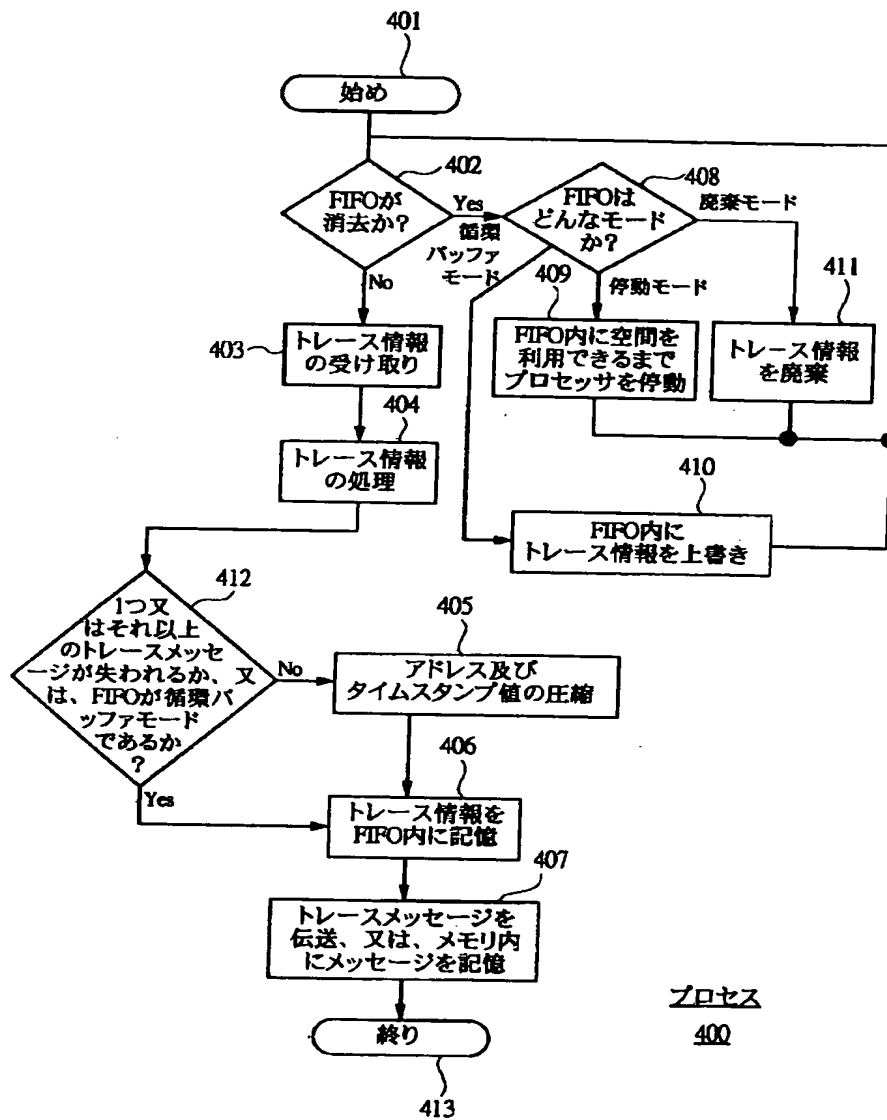 401
始め
402
FIFOが
消去か?
Yes
循環
バッファ
モード
No
408
FIFOは
どんなモード
か?
廃棄モード
停動モード
409
FIFO内に空間を
利用できるまで
プロセッサを停動
411
トレース情報
を廃棄
403
トレース情報
の受け取り
404
トレース情報
の処理
410
FIFO内に
トレース情報を上書き
412
1つ又
はそれ以上
のトレースメッセ
ージが失われるか、又
は、FIFOが循環バ
ッファモード
であるか
?
No
Yes
405
アドレス及び
タイムスタンプ値の圧縮
406
トレース情報を
FIFO内に記憶
407
トレースメッセージを
伝送、又は、メモリ内
にメッセージを記憶
終り
413
プロセス
400